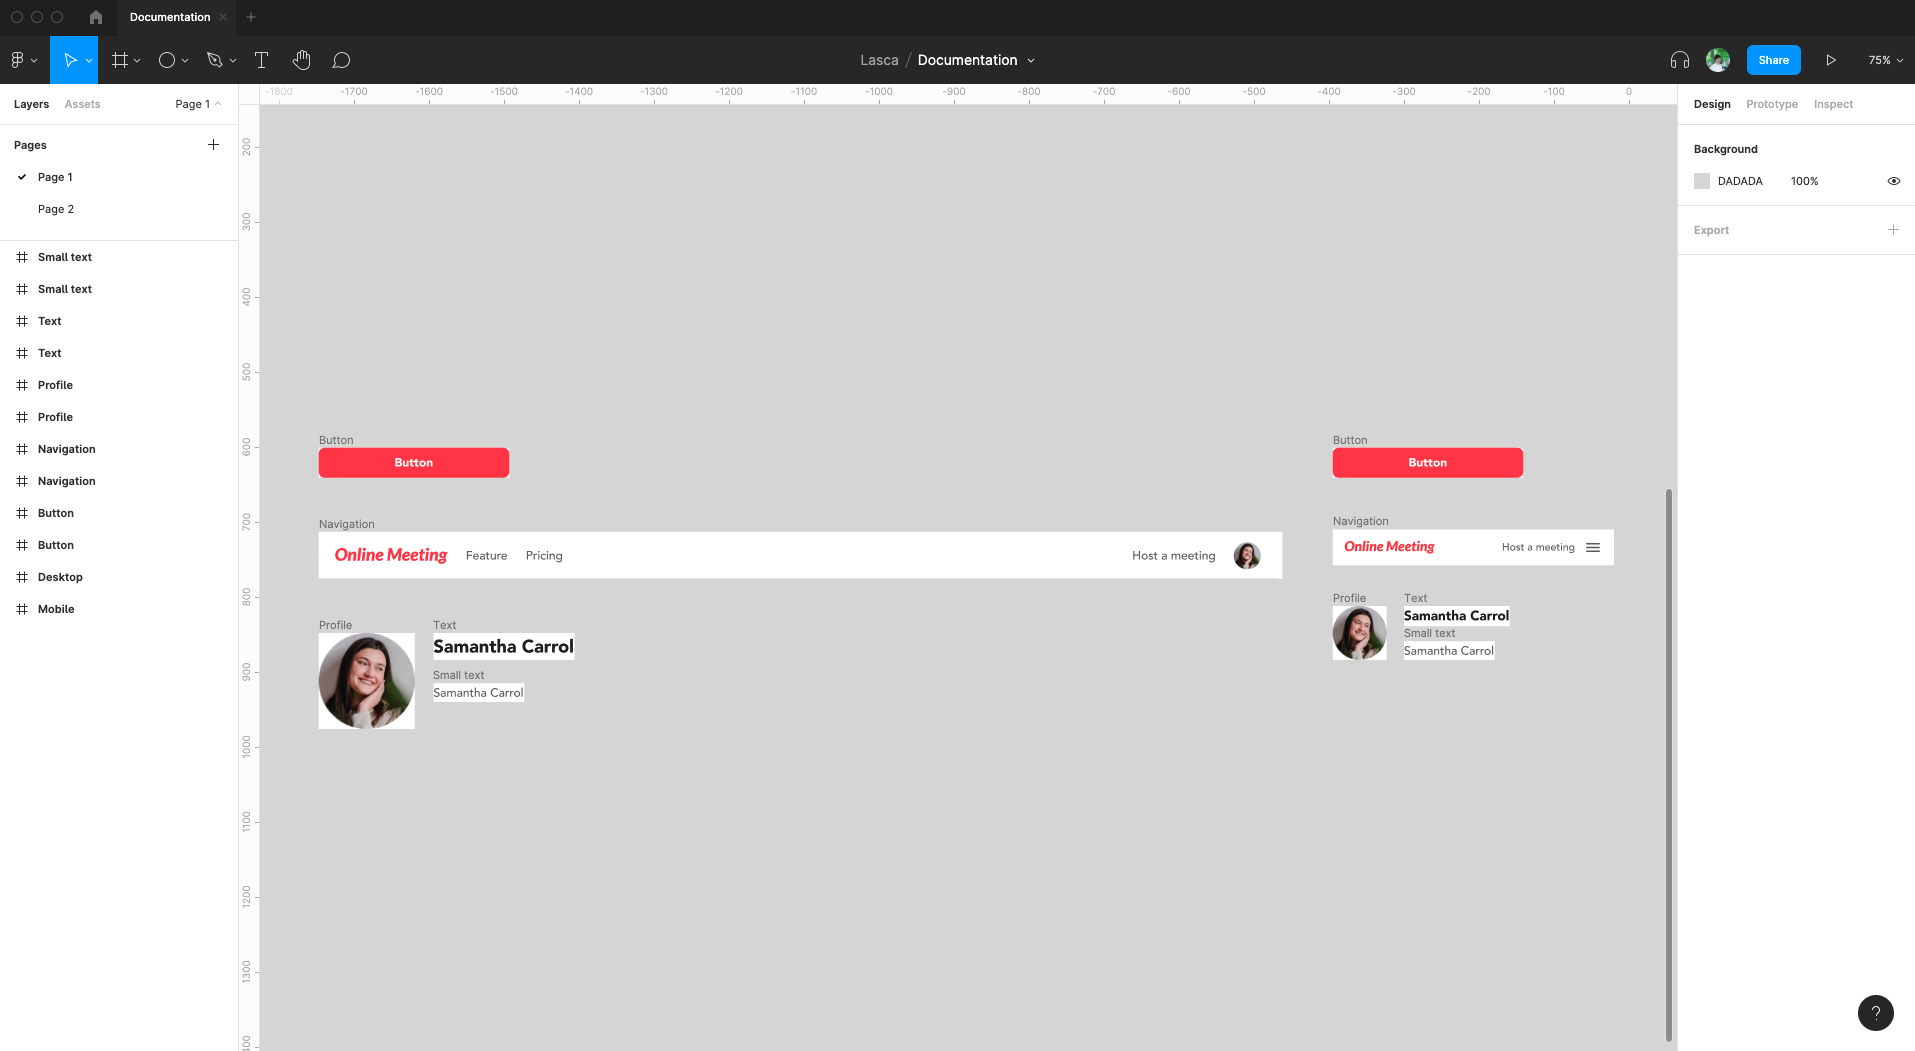 Documentation
Lasca / Documentation
Share
75%
Layers Assets Page 1
Pages
Page 1
Page 2
Small text
Small text
Text
Text
Profile
Profile
Navigation
Navigation
Button
Button
Desktop
Mobile
-1800 -1700 -1600 -1500 -1400 -1300 -1200 -1100 -1000 -900 -800 -700 -600 -500 -400 -300 -200 -100 0
200
300
400
500
600
700
800
900
1000
1100
1200
1300
400
Button
Button
Navigation
Online Meeting Feature Pricing Host a meeting
Profile
Text
Samantha Carrol
Small text
Samantha Carrol
Button
Button
Navigation
Online Meeting Host a meeting
Profile
Text
Samantha Carrol
Small text
Samantha Carrol
Design Prototype Inspect
Background
DADADA 100%
Export
?